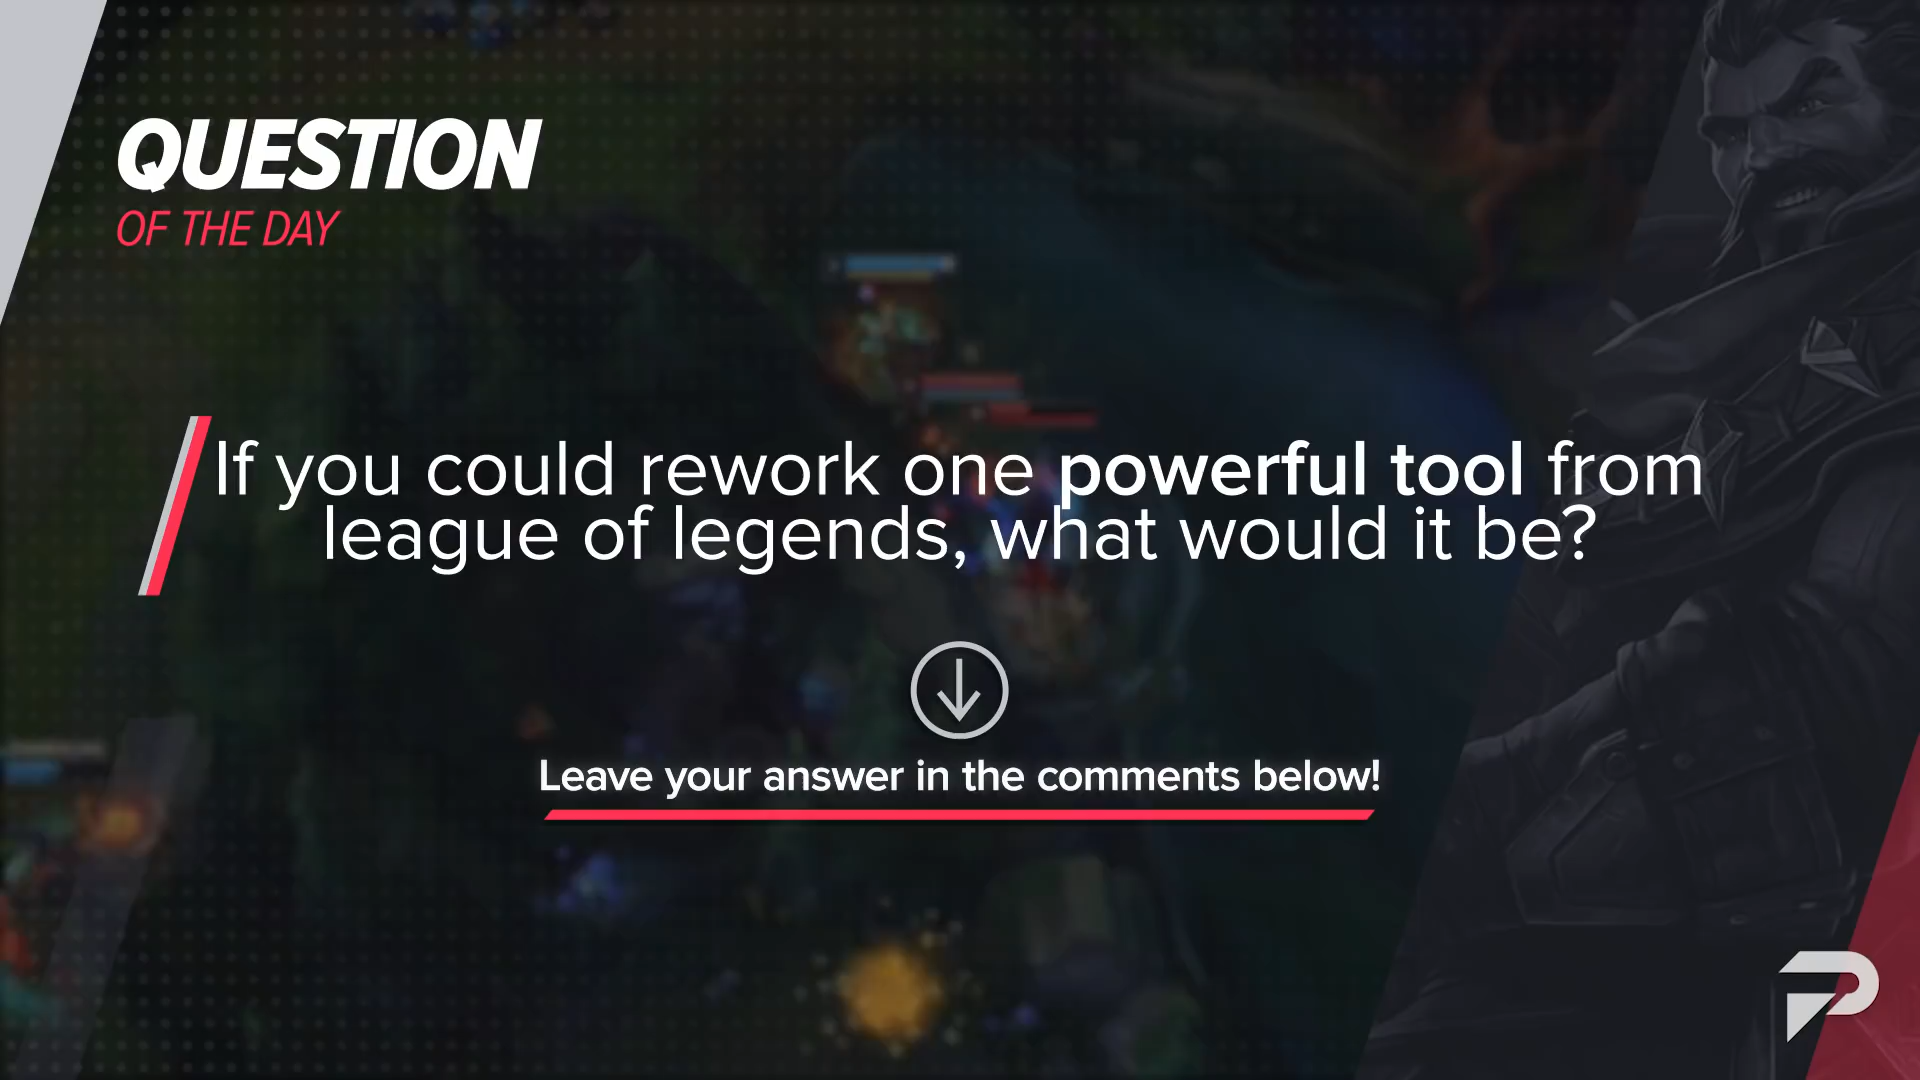 QUESTION
OF THE DAY
If you could rework one powerful tool from
league of legends, what would it be?
Leave your answer in the comments below!